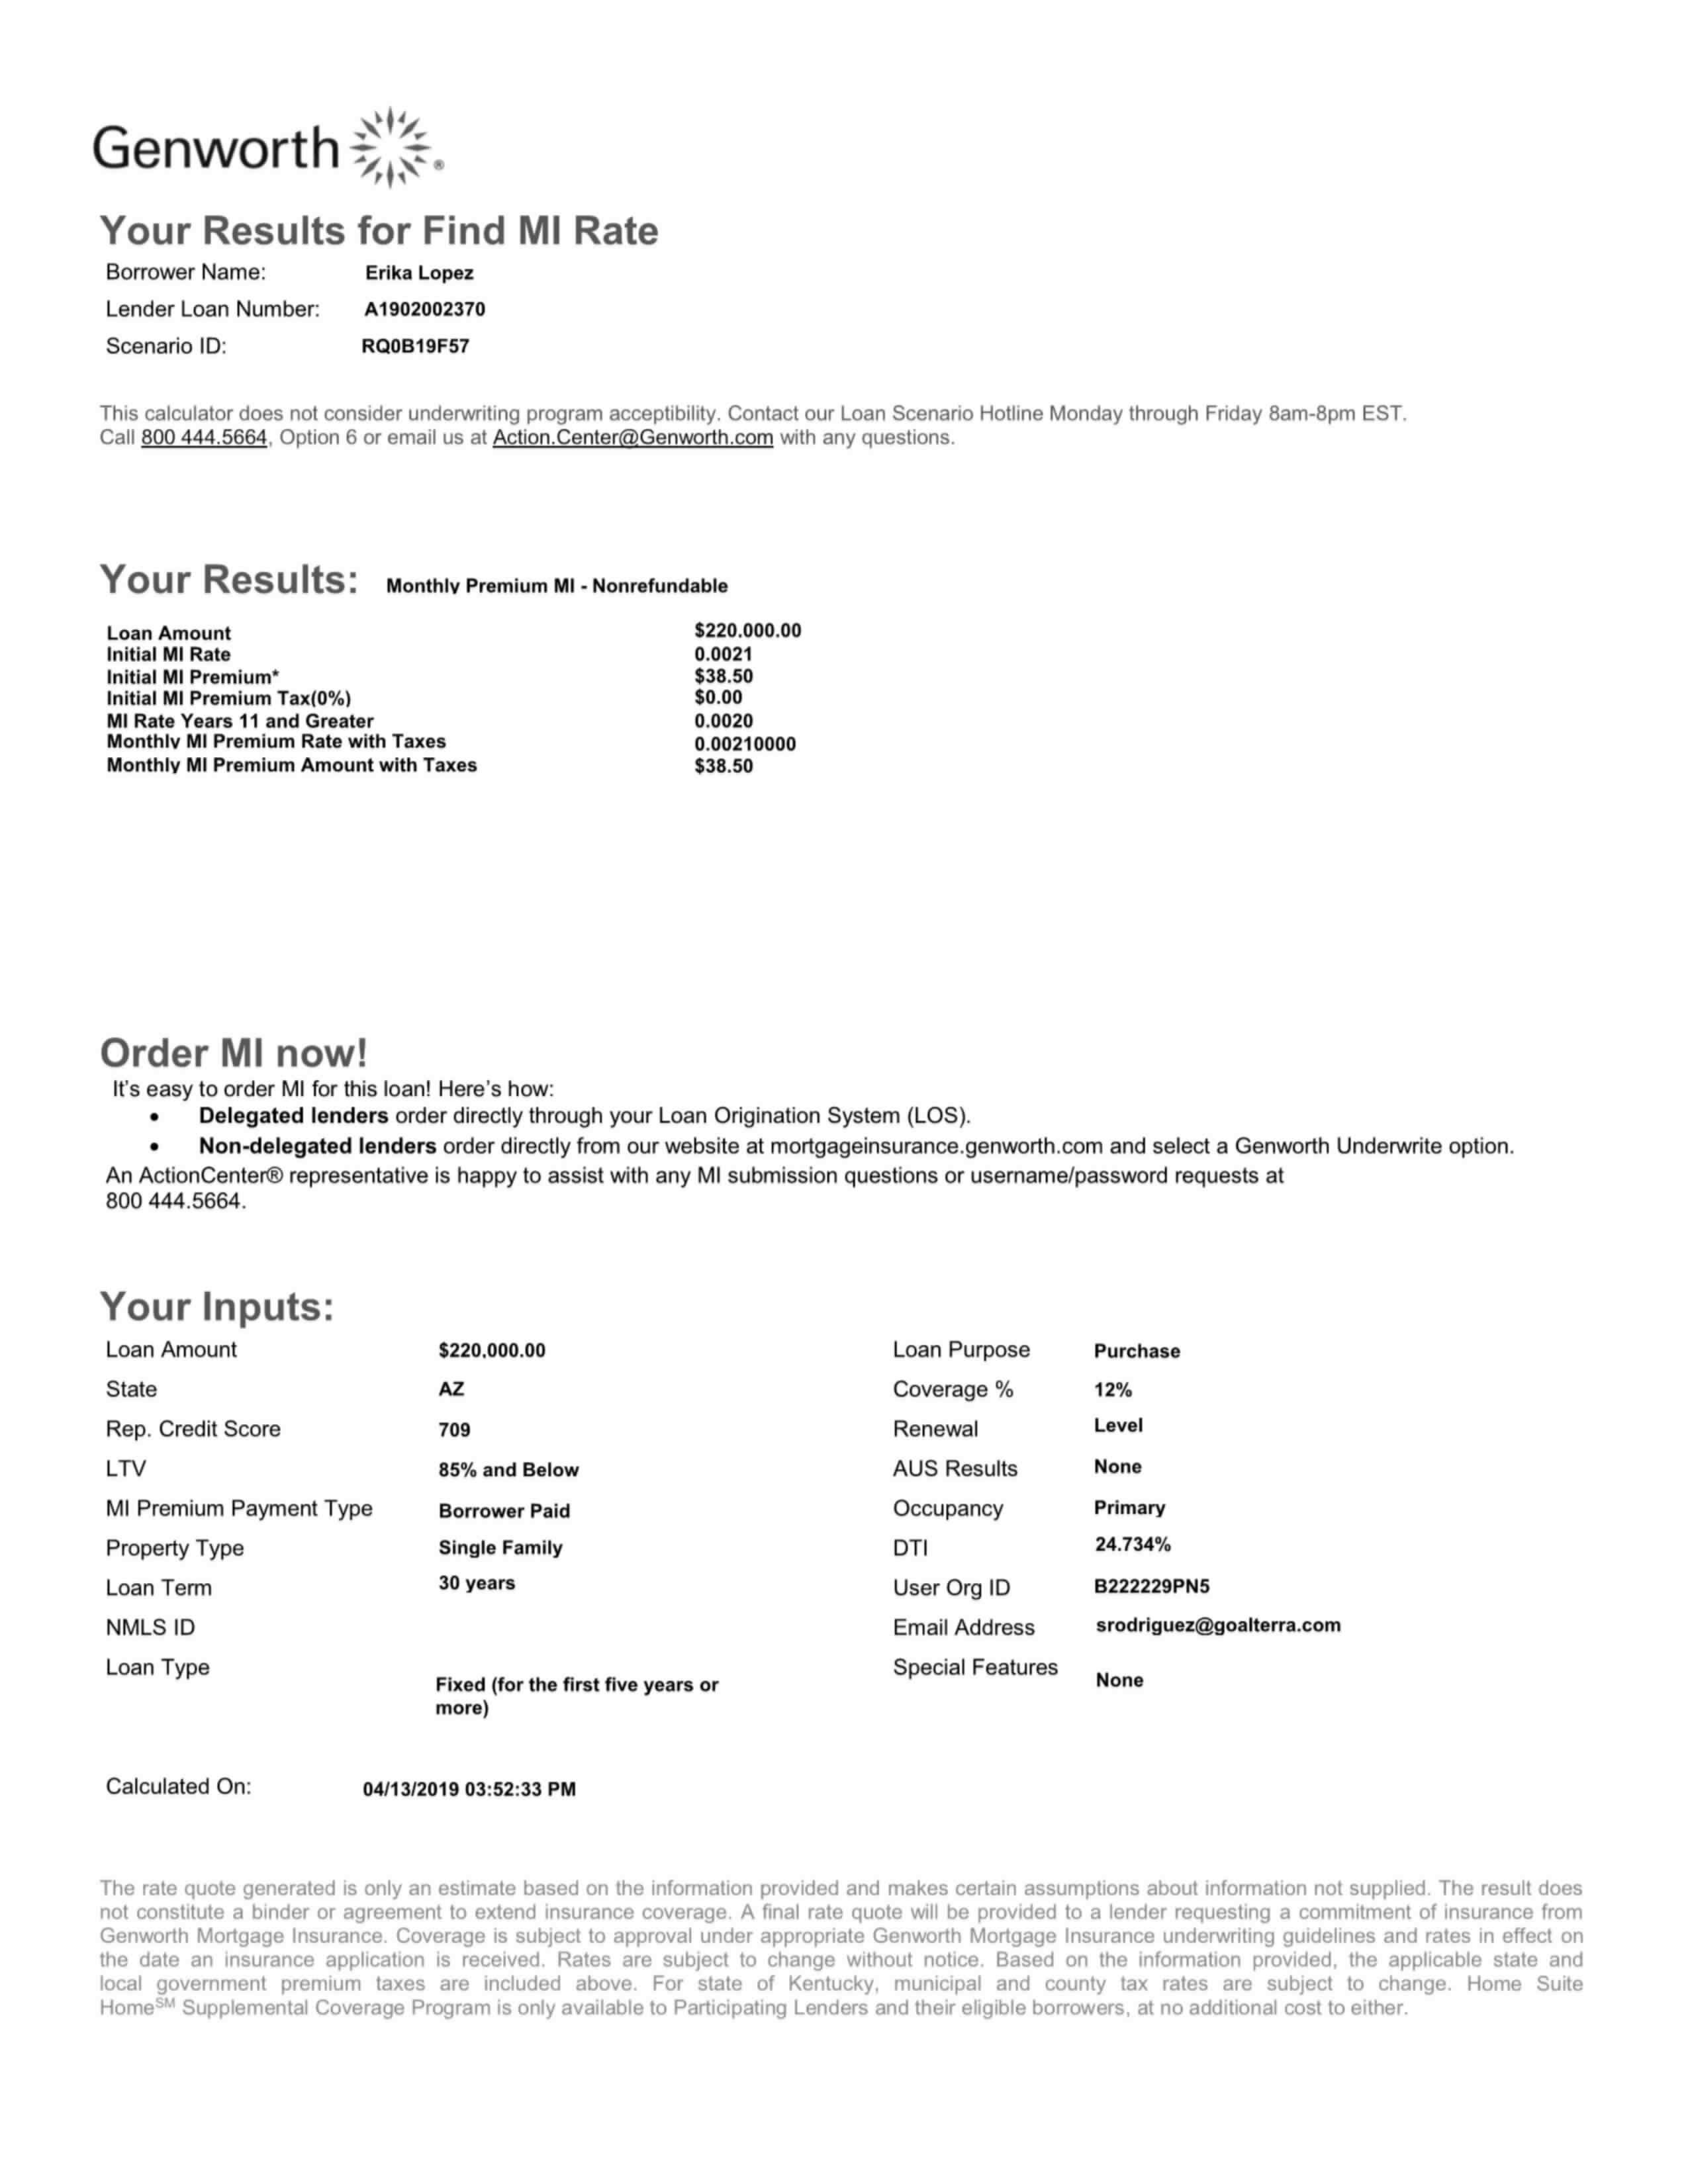 Genworth ®
Your Results for Find MI Rate
Borrower Name: Erika Lopez
Lender Loan Number: A1902002370
Scenario ID: RQ0B19F57
This calculator does not consider underwriting program acceptibility. Contact our Loan Scenario Hotline Monday through Friday 8am-8pm EST.
Call 800 444.5664, Option 6 or email us at Action.Center@Genworth.com with any questions.
Your Results: Monthly Premium MI - Nonrefundable
Loan Amount $220.000.00
Initial MI Rate 0.0021
Initial MI Premium* $38.50
Initial MI Premium Tax(0%) $0.00
MI Rate Years 11 and Greater 0.0020
Monthly MI Premium Rate with Taxes 0.00210000
Monthly MI Premium Amount with Taxes $38.50
Order MI now!
It's easy to order MI for this loan! Here's how:
• Delegated lenders order directly through your Loan Origination System (LOS).
• Non-delegated lenders order directly from our website at mortgageinsurance.genworth.com and select a Genworth Underwrite option.
An ActionCenter® representative is happy to assist with any MI submission questions or username/password requests at
800 444.5664.
Your Inputs:
Loan Amount $220,000.00 Loan Purpose Purchase
State AZ Coverage % 12%
Rep. Credit Score 709 Renewal Level
LTV 85% and Below AUS Results None
MI Premium Payment Type Borrower Paid Occupancy Primary
Property Type Single Family DTI 24.734%
Loan Term 30 years User Org ID B222229PN5
NMLS ID Email Address srodriguez@goalterra.com
Loan Type Fixed (for the first five years or Special Features None
more)
Calculated On: 04/13/2019 03:52:33 PM
The rate quote generated is only an estimate based on the information provided and makes certain assumptions about information not supplied. The result does
not constitute a binder or agreement to extend insurance coverage. A final rate quote will be provided to a lender requesting a commitment of insurance from
Genworth Mortgage Insurance. Coverage is subject to approval under appropriate Genworth Mortgage Insurance underwriting guidelines and rates in effect on
the date an insurance application is received. Rates are subject to change without notice. Based on the information provided, the applicable state and
local government premium taxes are included above. For state of Kentucky, municipal and county tax rates are subject to change. Home Suite
Home℠ Supplemental Coverage Program is only available to Participating Lenders and their eligible borrowers, at no additional cost to either.